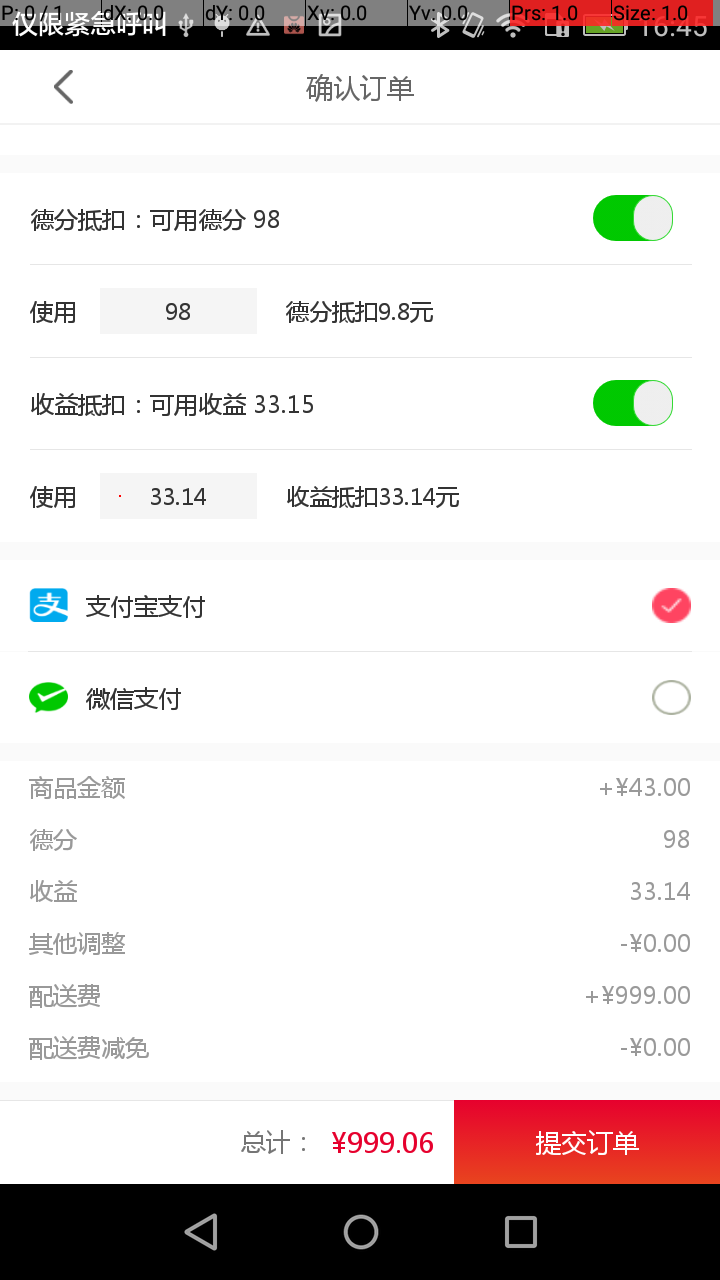 P: 0 / 1 dX: 0.0 dY: 0.0 Xv: 0.0 Yv: 0.0 Prs: 1.0 Size: 1.0
仅限紧急呼叫 16:45
确认订单
德分抵扣：可用德分 98
使用 98 德分抵扣9.8元
收益抵扣：可用收益 33.15
使用 33.14 收益抵扣33.14元
支 支付宝支付
微信支付
商品金额 +¥43.00
德分 98
收益 33.14
其他调整 -¥0.00
配送费 +¥999.00
配送费减免 -¥0.00
总计： ¥999.06 提交订单